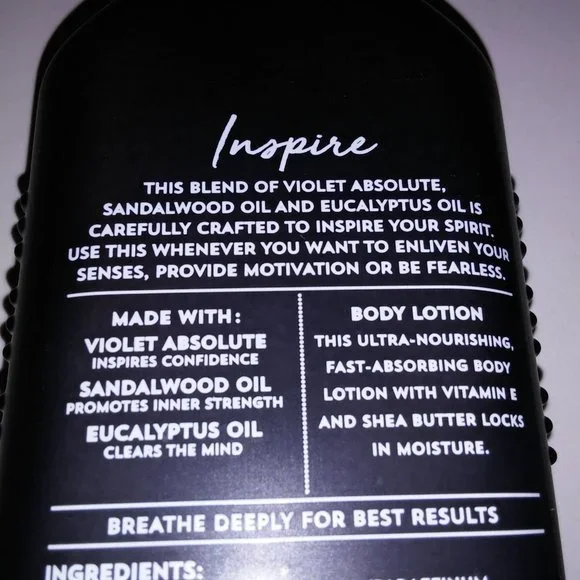 Inspire
THIS BLEND OF VIOLET ABSOLUTE,
SANDALWOOD OIL AND EUCALYPTUS OIL IS
CAREFULLY CRAFTED TO INSPIRE YOUR SPIRIT.
USE THIS WHENEVER YOU WANT TO ENLIVEN YOUR
SENSES, PROVIDE MOTIVATION OR BE FEARLESS.
MADE WITH:
VIOLET ABSOLUTE
INSPIRES CONFIDENCE
SANDALWOOD OIL
PROMOTES INNER STRENGTH
EUCALYPTUS OIL
CLEARS THE MIND
BODY LOTION
THIS ULTRA-NOURISHING,
FAST-ABSORBING BODY
LOTION WITH VITAMIN E
AND SHEA BUTTER LOCKS
IN MOISTURE.
BREATHE DEEPLY FOR BEST RESULTS
INGREDIENTS: